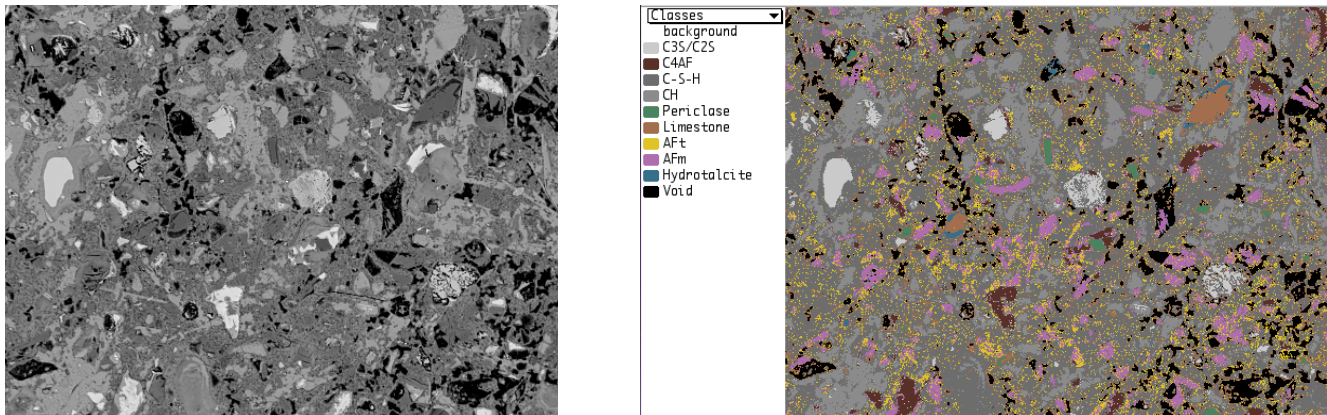 Classes
background
C3S/C2S
C4AF
C-S-H
CH
Periclase
Limestone
AFt
AFm
Hydrotalcite
Void